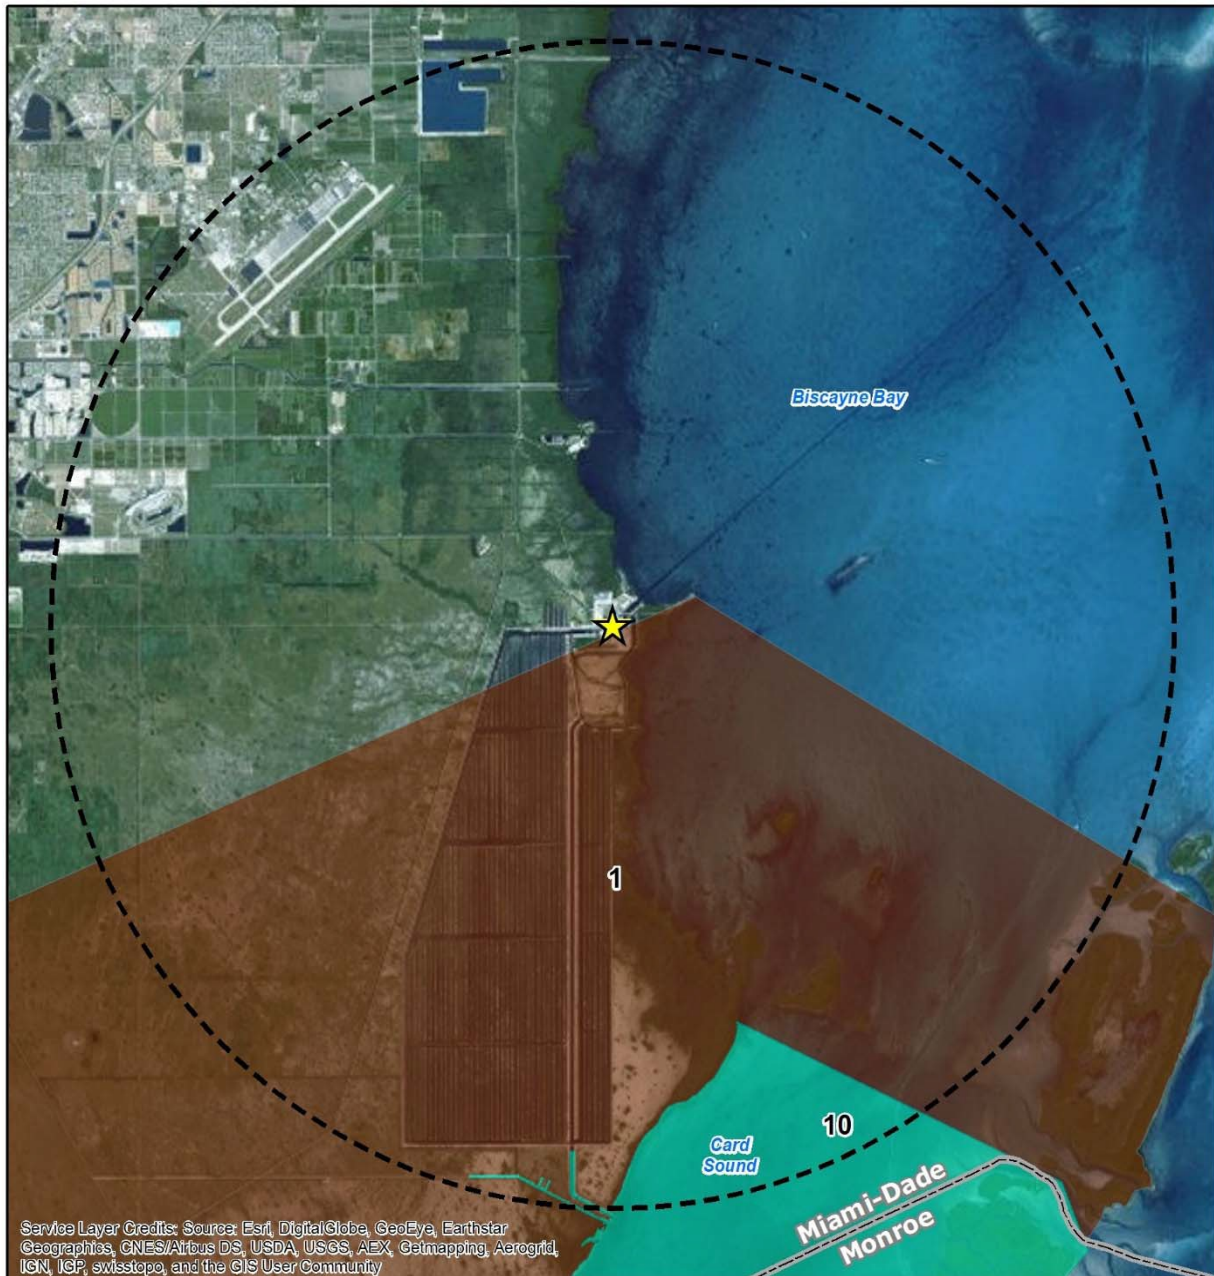 Biscayne Bay
1
10
Card
Sound
Miami-Dade
Monroe
Service Layer Credits: Source: Esri, DigitalGlobe, GeoEye, Earthstar
Geographics, CNES/Airbus DS, USDA, USGS, AEX, Getmapping, Aerogrid,
IGN, IGP, swisstopo, and the GIS User Community